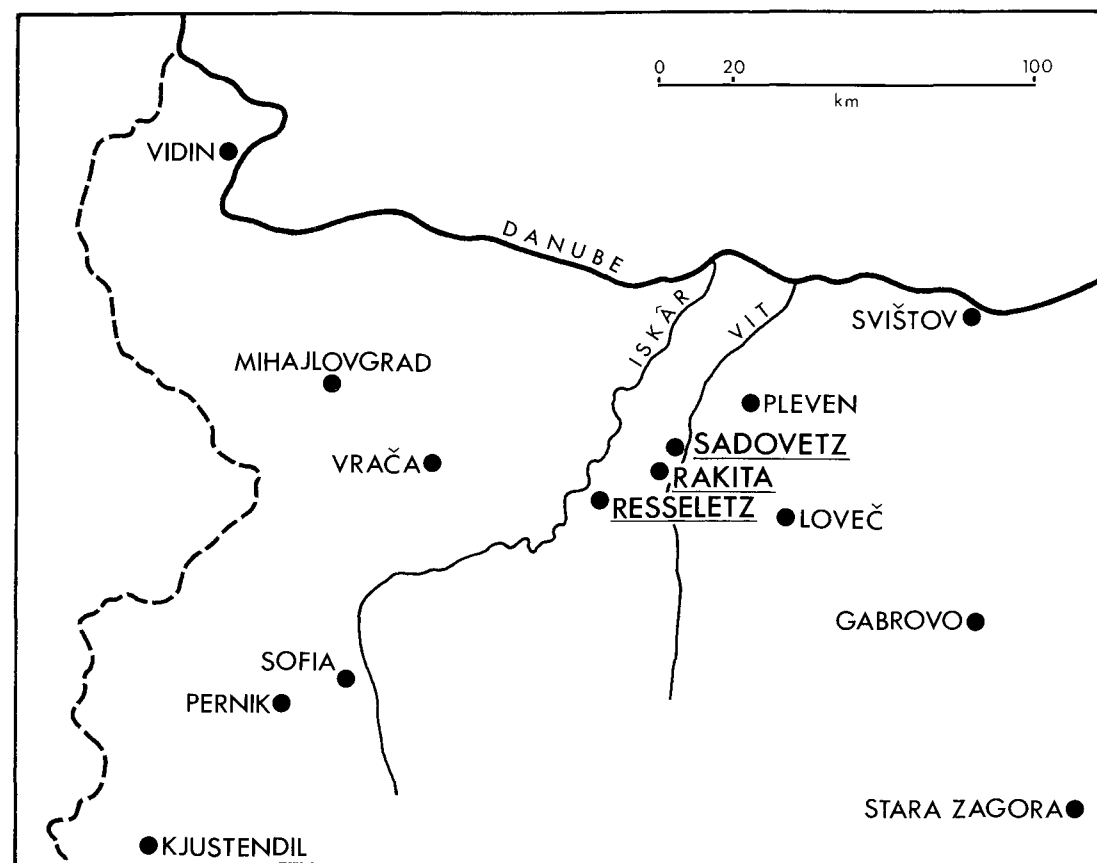 0 20 100
km
VIDIN
DANUBE
ISKÂR
VIT
SVIŠTOV
MIHAJLOVGRAD
PLEVEN
SADOVETZ
VRAČA
RAKITA
RESSELETZ
LOVEČ
GABROVO
SOFIA
PERNIK
STARA ZAGORA
KJUSTENDIL